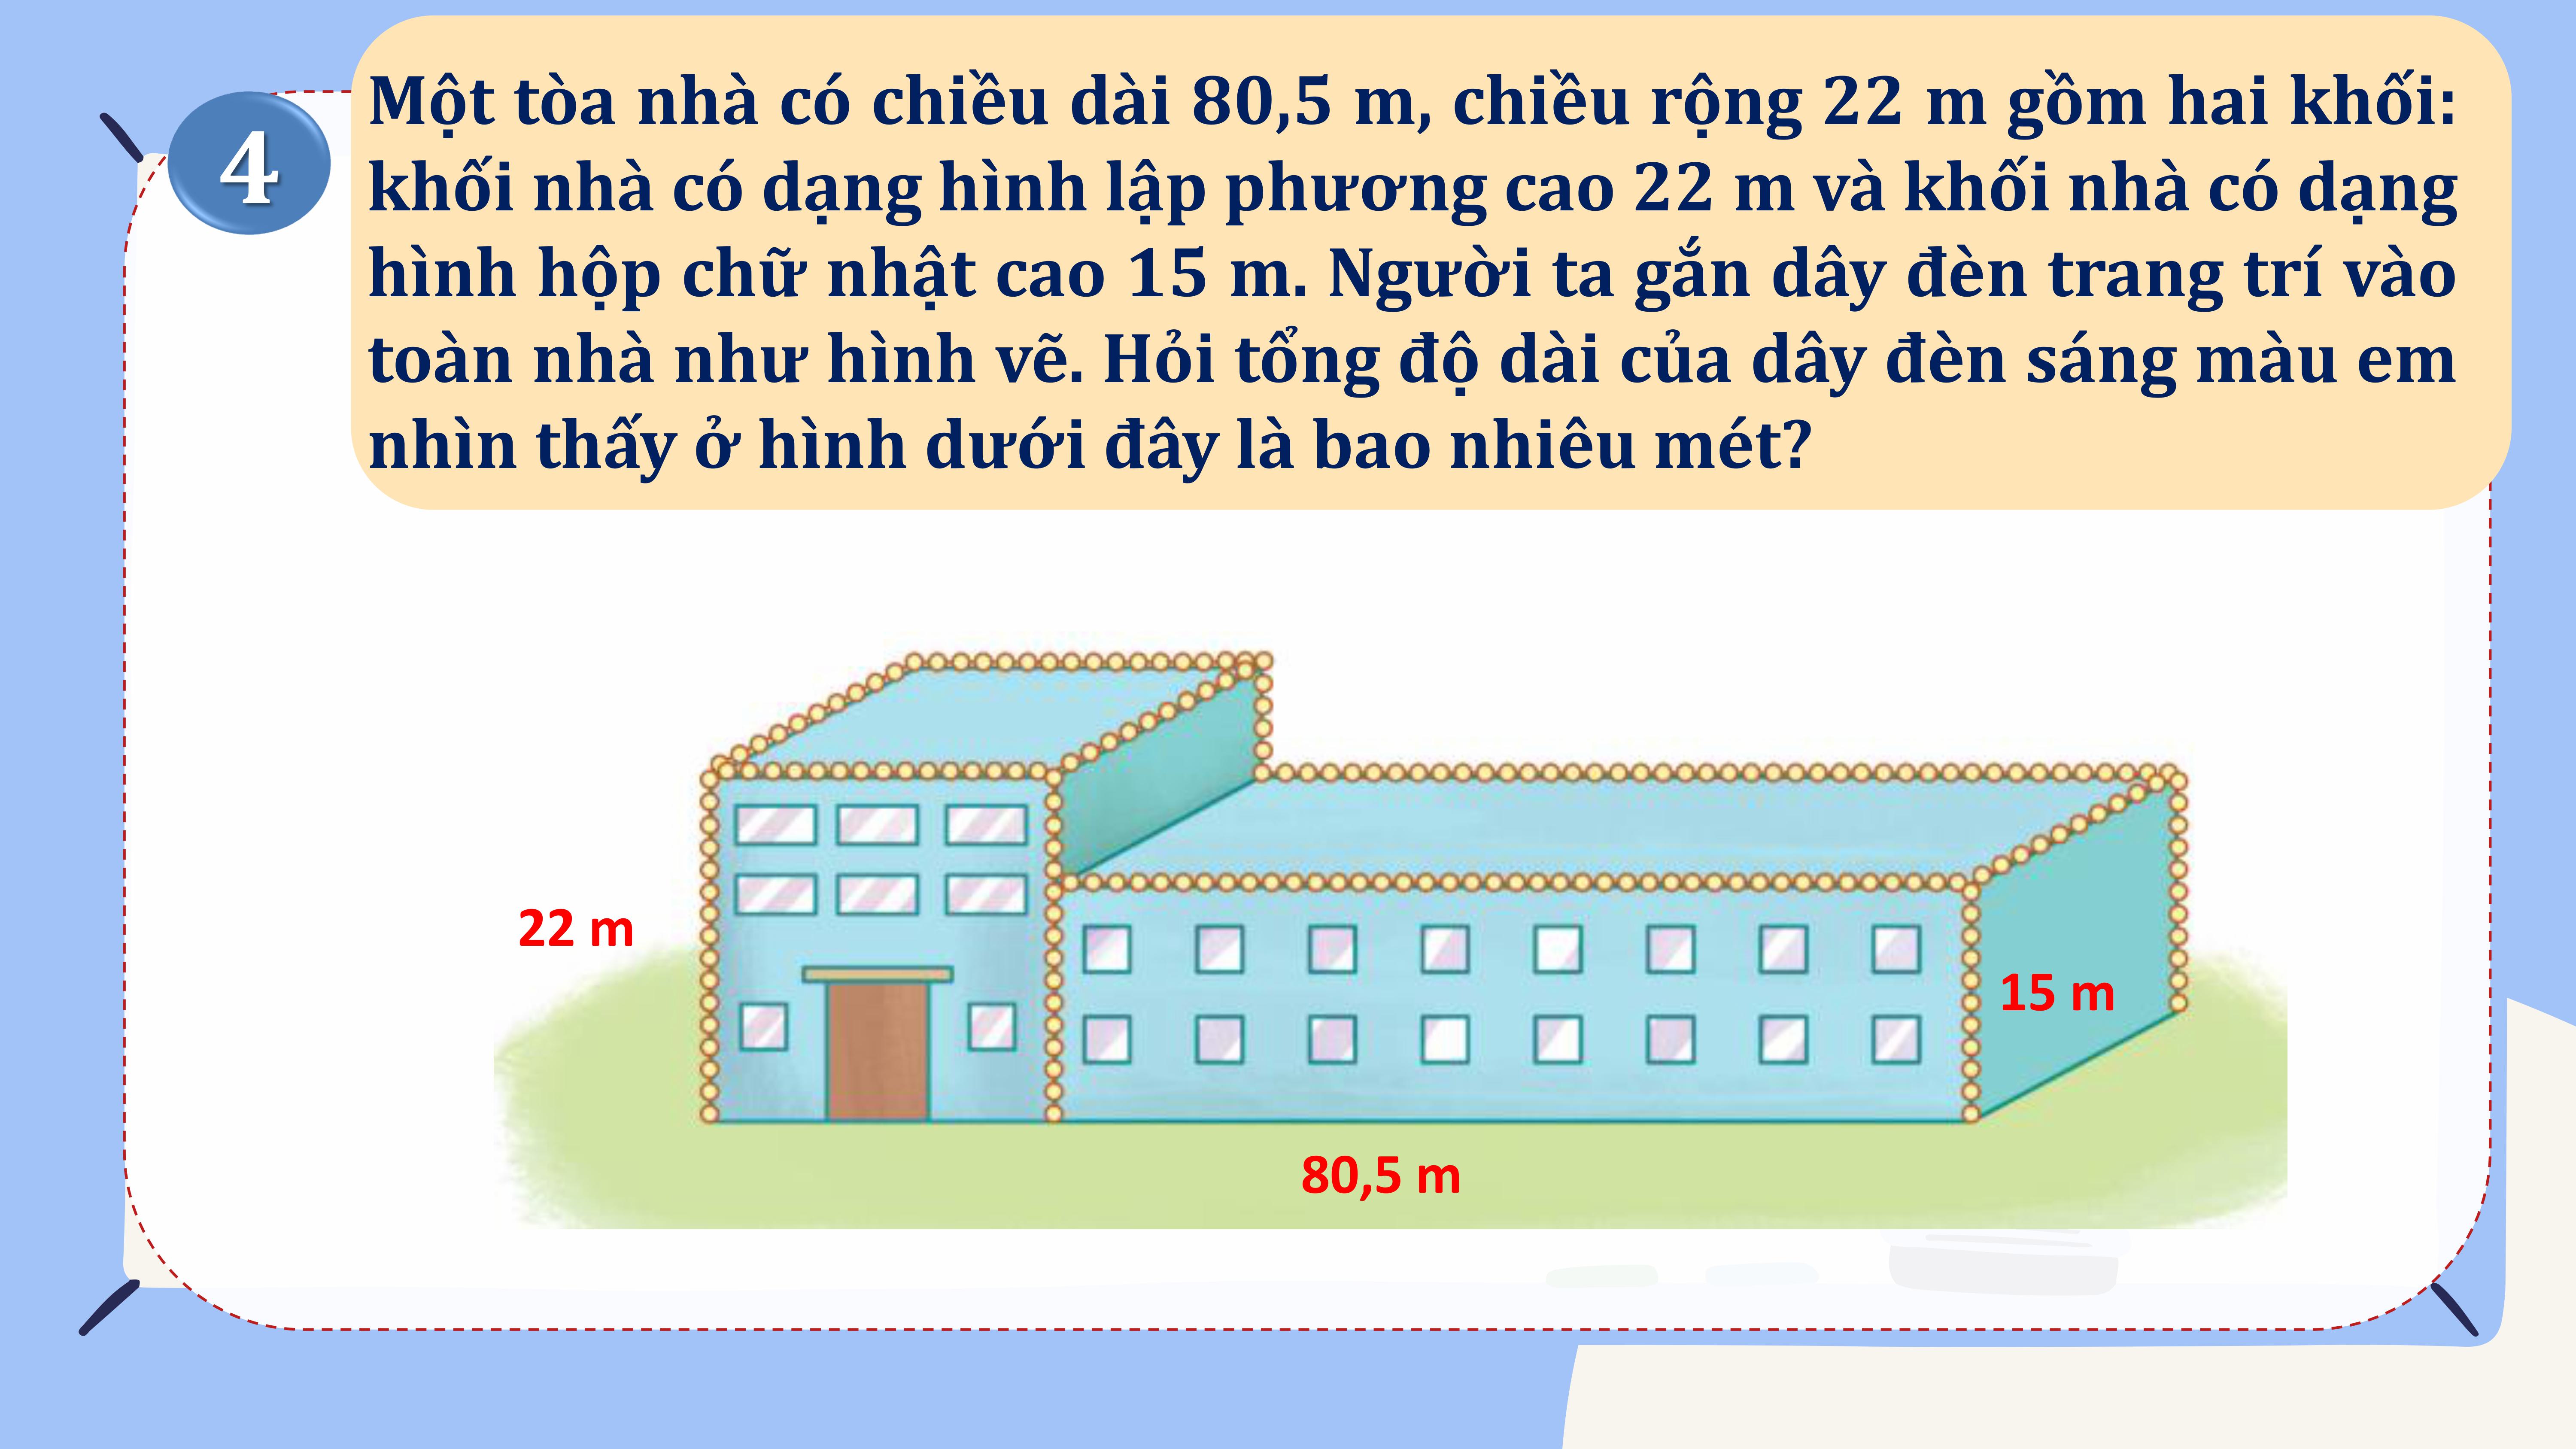 Một tòa nhà có chiều dài 80,5 m, chiều rộng 22 m gồm hai khối:
4
khối nhà có dạng hình lập phương cao 22 m và khối nhà có dạng
hình hộp chữ nhật cao 15 m. Người ta gắn dây đèn trang trí vào
toàn nhà như hình vẽ. Hỏi tổng độ dài của dây đèn sáng màu em
nhìn thấy ở hình dưới đây là bao nhiêu mét?
22 m
15 m
80,5 m